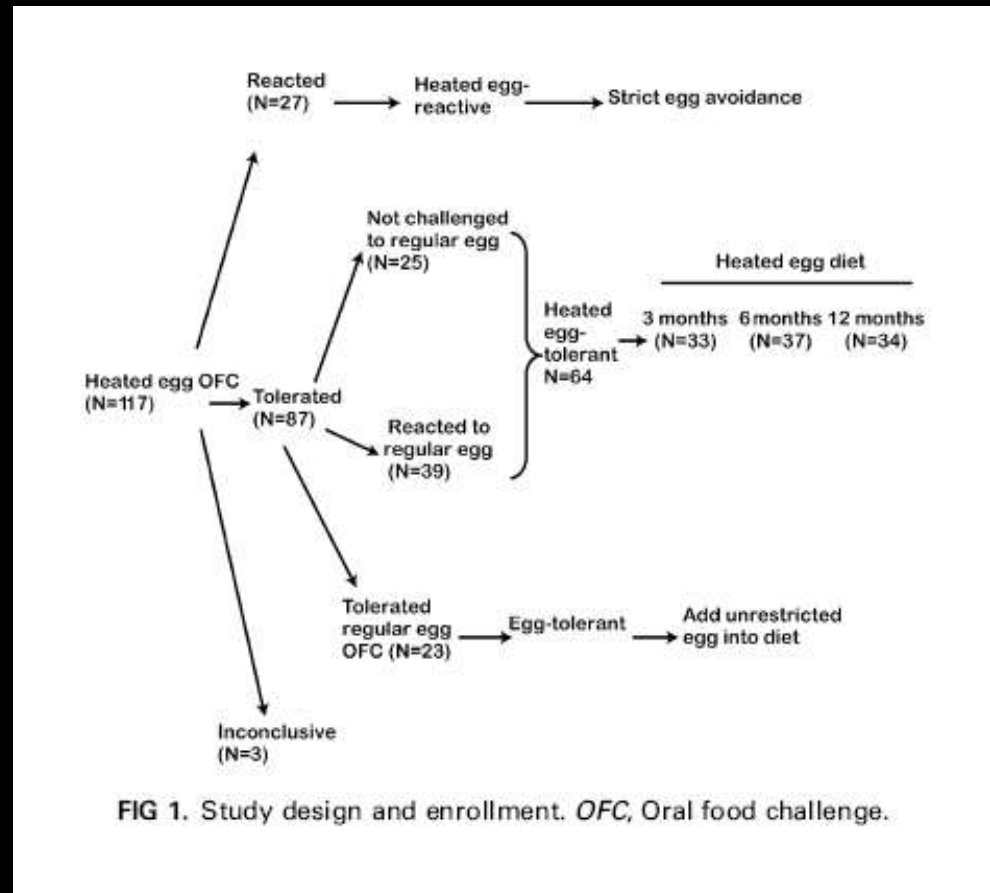 Reacted
(N=27)
Heated egg-
reactive
Strict egg avoidance
Not challenged
to regular egg
(N=25)
Heated egg diet
Heated
egg-
tolerant
N=64
3 months 6 months 12 months
(N=33) (N=37) (N=34)
Heated egg OFC
(N=117)
Tolerated
(N=87)
Reacted to
regular egg
(N=39)
Tolerated
regular egg
OFC (N=23)
Egg-tolerant
Add unrestricted
egg into diet
Inconclusive
(N=3)
FIG 1. Study design and enrollment. OFC, Oral food challenge.